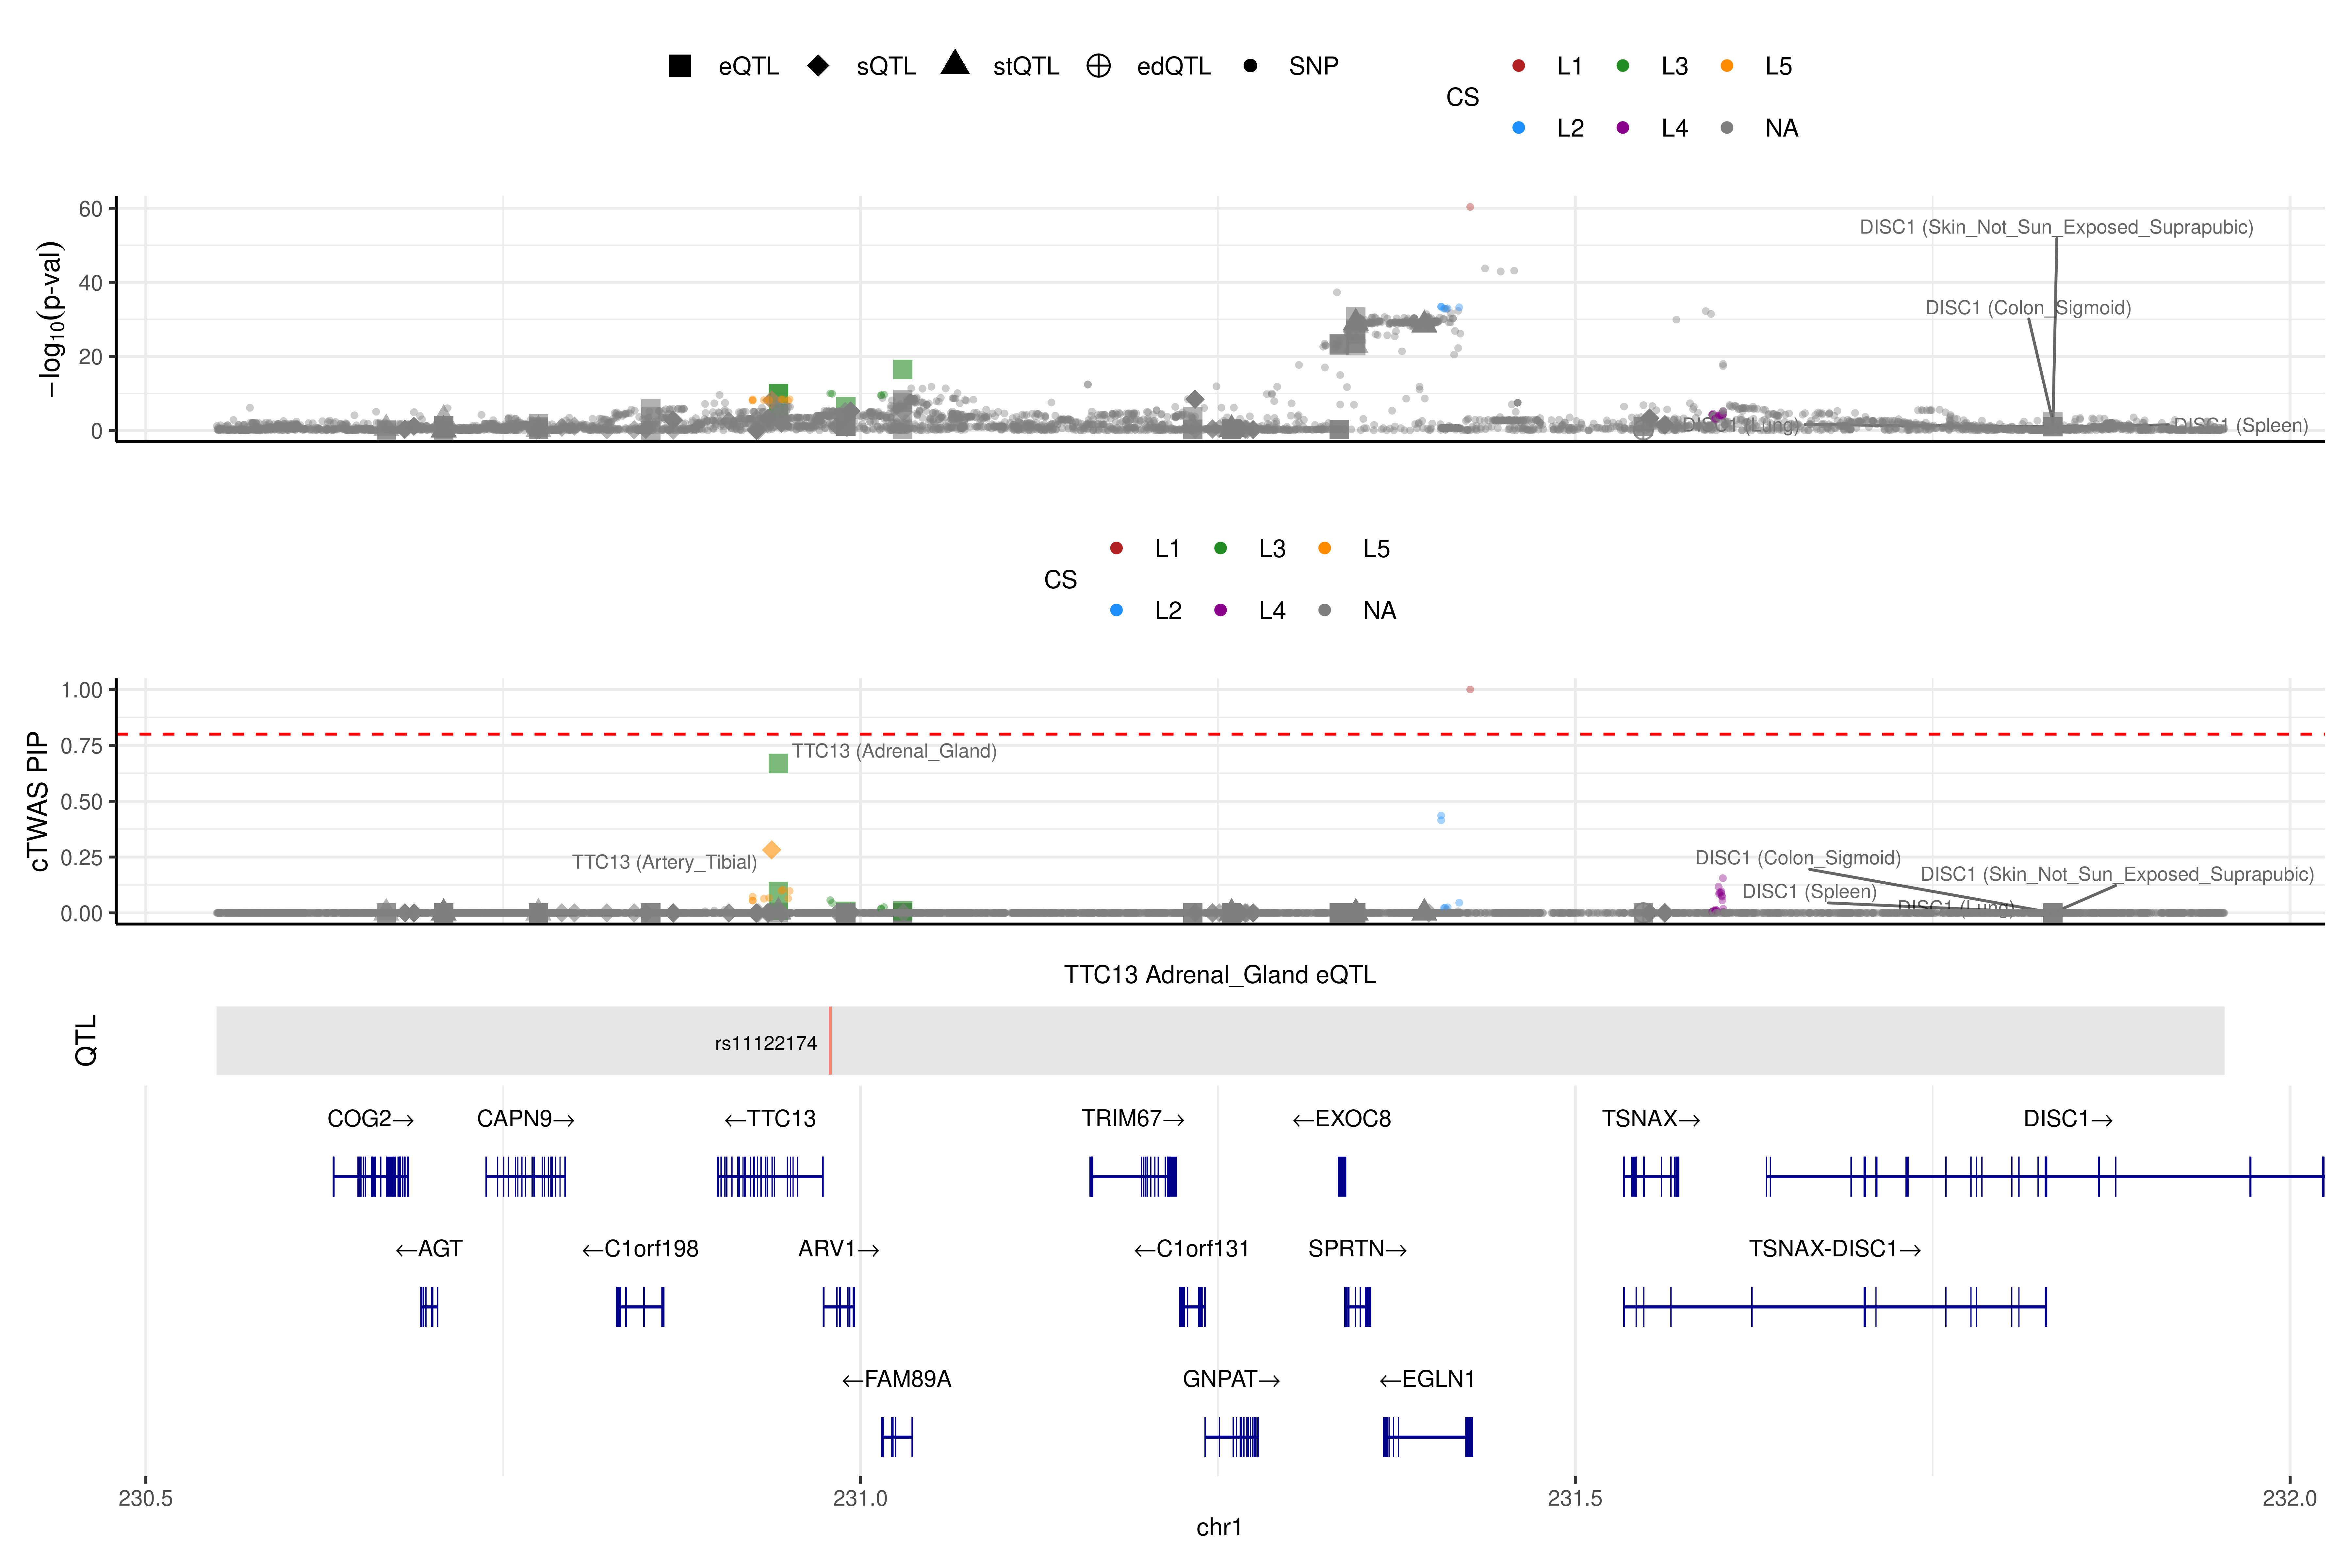 eQTL sQTL stQTL edQTL SNP
CS
L1 L3 L5
L2 L4 NA
−log10(p-val)
60
40
20
0
DISC1 (Skin_Not_Sun_Exposed_Suprapubic)
DISC1 (Colon_Sigmoid)
DISC1 (Lung)
DISC1 (Spleen)
CS
L1 L3 L5
L2 L4 NA
cTWAS PIP
1.00
0.75
0.50
0.25
0.00
TTC13 (Adrenal_Gland)
TTC13 (Artery_Tibial)
DISC1 (Colon_Sigmoid)
DISC1 (Skin_Not_Sun_Exposed_Suprapubic)
DISC1 (Spleen)
DISC1 (Lung)
TTC13 Adrenal_Gland eQTL
QTL
rs11122174
COG2→ CAPN9→ ←TTC13 TRIM67→ ←EXOC8 TSNAX→ DISC1→
←AGT ←C1orf198 ARV1→ ←C1orf131 SPRTN→ TSNAX-DISC1→
←FAM89A GNPAT→ ←EGLN1
230.5 231.0 231.5 232.0
chr1